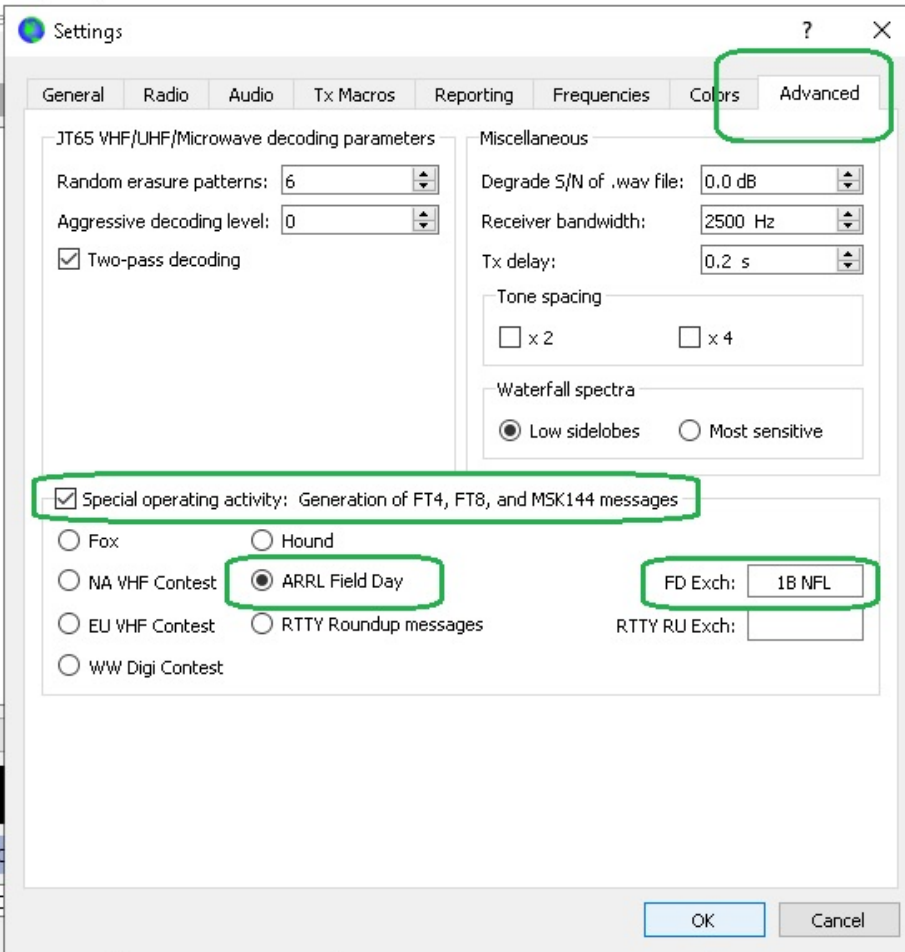 Settings
General Radio Audio Tx Macros Reporting Frequencies Colors Advanced
JT65 VHF/UHF/Microwave decoding parameters
Random erasure patterns: 6
Aggressive decoding level: 0
Two-pass decoding
Miscellaneous
Degrade S/N of .wav file: 0.0 dB
Receiver bandwidth: 2500 Hz
Tx delay: 0.2 s
Tone spacing
x 2 x 4
Waterfall spectra
Low sidelobes Most sensitive
Special operating activity: Generation of FT4, FT8, and MSK144 messages
Fox Hound
NA VHF Contest ARRL Field Day FD Exch: 1B NFL
EU VHF Contest RTTY Roundup messages RTTY RU Exch:
WW Digi Contest
OK Cancel